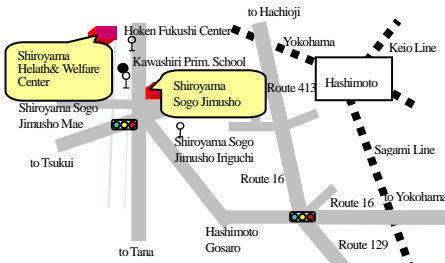 to Hachioji
Hoken Fukushi Center
Yokohama
Keio Line
Shiroyama
Helath& Welfare
Center
Kawashiri Prim. School
Shiroyama
Sogo Jimusho
Route 413
Hashimoto
Shiroyama Sogo
Jimusho Mae
Shiroyama Sogo
Jimusho Iriguchi
Sagami Line
to Tsukui
Route 16
to Yokohama
Route 16
Hashimoto
Gosaro
Route 129
to Tana